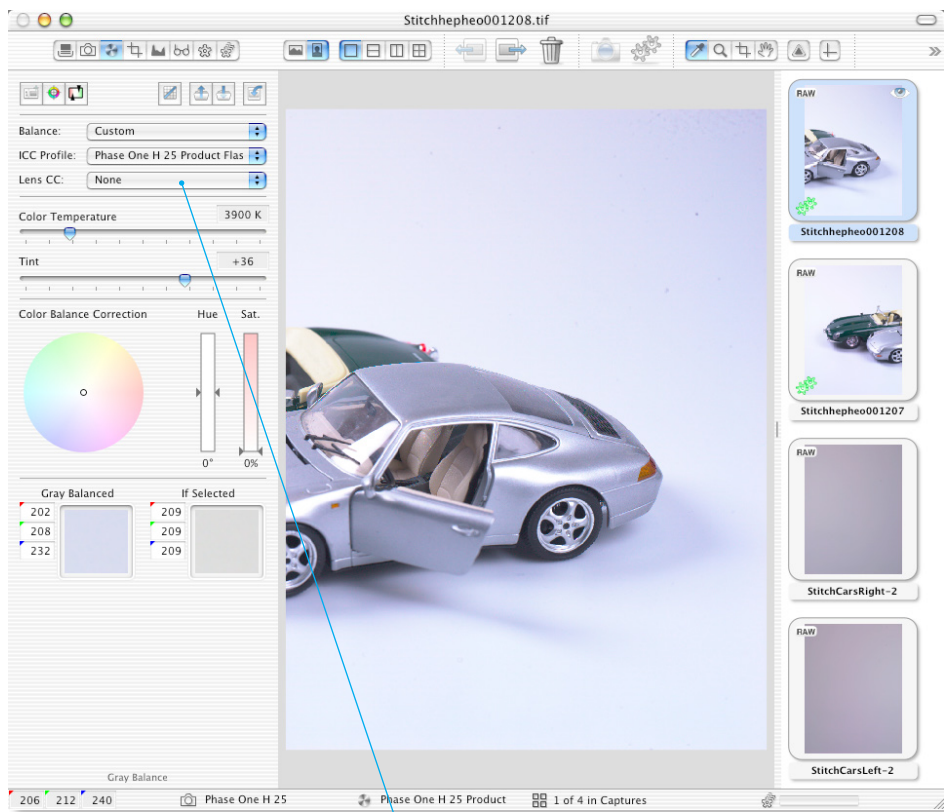 Stitchhepheo001208.tif
»
Balance: Custom
ICC Profile: Phase One H 25 Product Flas
Lens CC: None
Color Temperature 3900 K
Tint +36
Color Balance Correction Hue Sat.
0° 0%
Gray Balanced If Selected
202 209
208 209
232 209
Gray Balance
RAW
Stitchhepheo001208
RAW
Stitchhepheo001207
RAW
StitchCarsRight-2
RAW
StitchCarsLeft-2
206 212 240 Phase One H 25 Phase One H 25 Product 1 of 4 in Captures